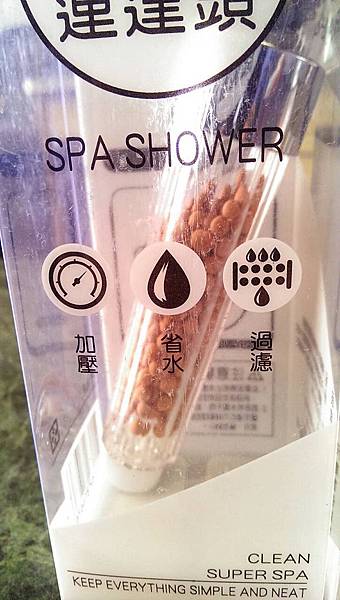 蓮蓬頭
SPA SHOWER
加壓
省水
過濾
CLEAN
SUPER SPA
KEEP EVERYTHING SIMPLE AND NEAT